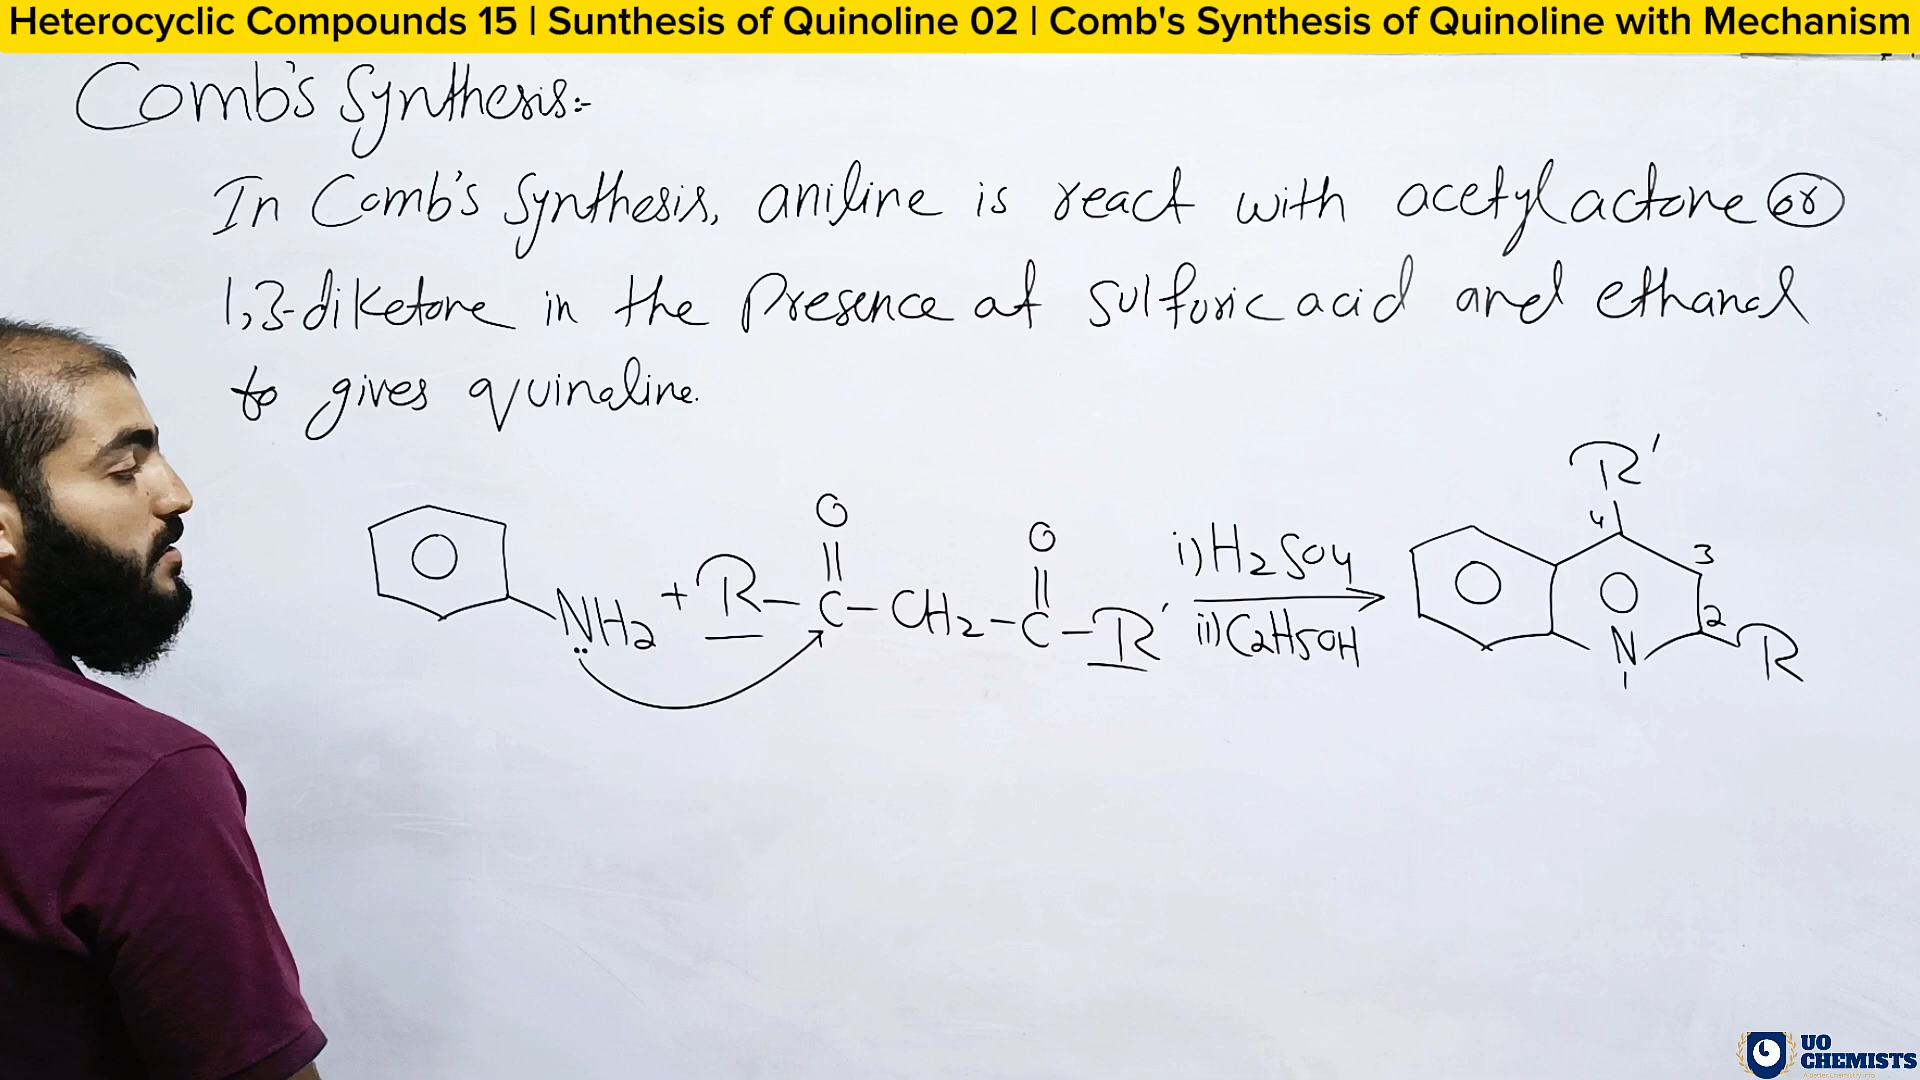 Heterocyclic Compounds 15 | Sunthesis of Quinoline 02 | Comb's Synthesis of Quinoline with Mechanism
Comb's Synthesis:-
In Comb's Synthesis, aniline is react with acetylactone or
1,3-diketone in the Presence of sulfuric acid and ethanol
to gives quinoline.
NH2 + R-C-CH2-C-R'
O O
i) H2SO4
ii) C2H5OH
R'
4 3
2
N R
UO
CHEMISTS